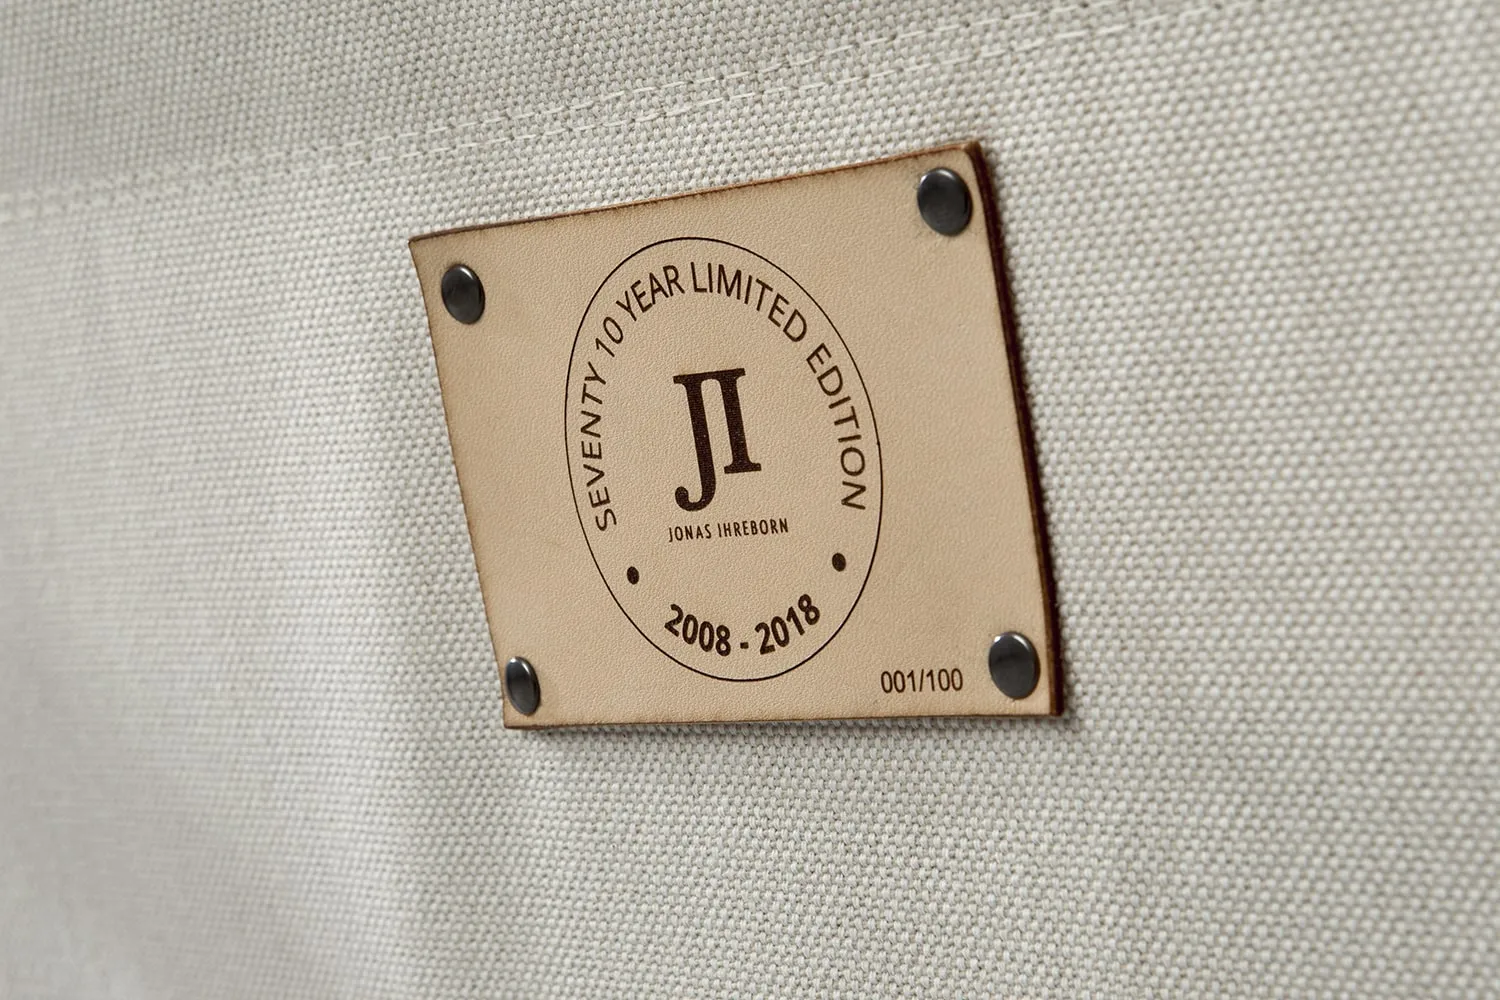 SEVENTY 10 YEAR LIMITED EDITION
JI
JONAS IHREBORN
2008 - 2018
001/100